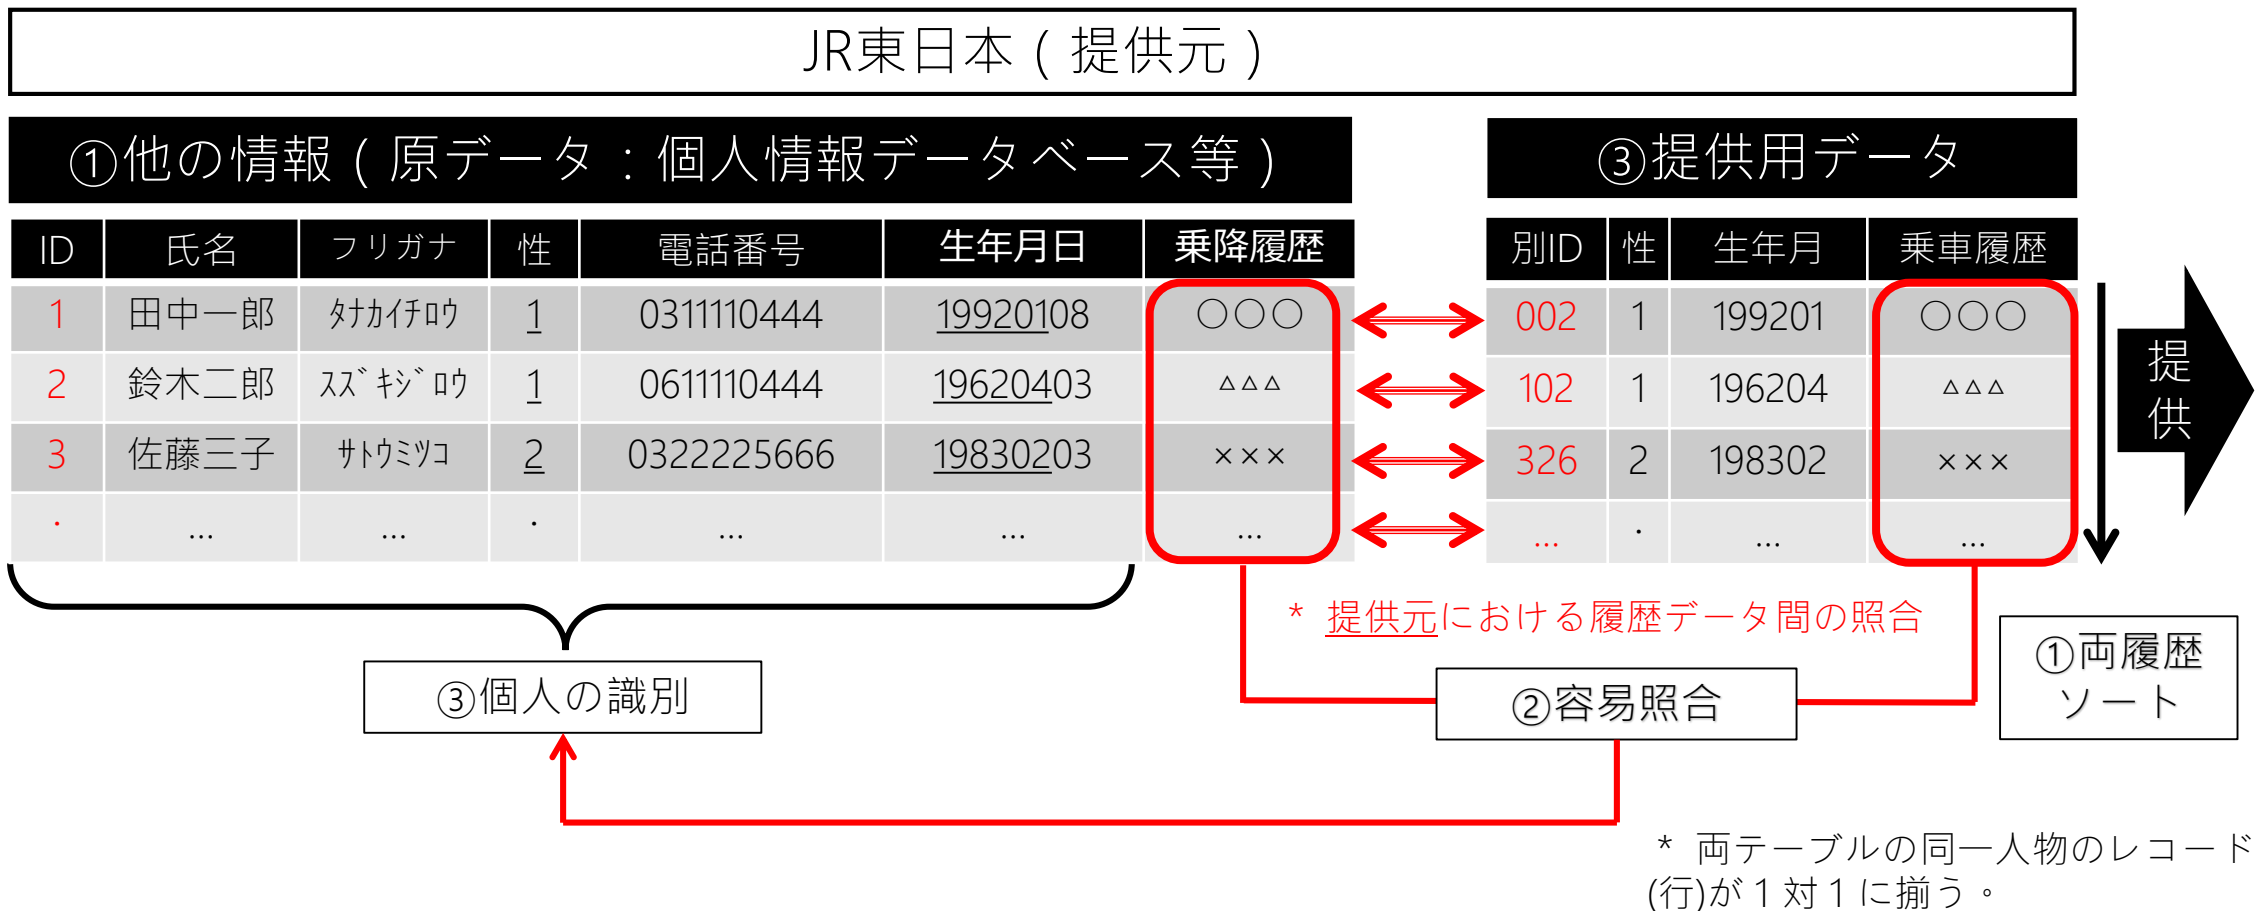 JR東日本（提供元）
①他の情報（原データ：個人情報データベース等）
ID 氏名 フリガナ 性 電話番号 生年月日 乗降履歴
1 田中一郎 ﾀﾅｶｲﾁﾛｳ 1 0311110444 19920108 〇〇〇
2 鈴木二郎 ｽｽﾞｷｼﾞﾛｳ 1 0611110444 19620403 △△△
3 佐藤三子 ｻﾄｳﾐﾂｺ 2 0322225666 19830203 ×××
· … … · … … …
③提供用データ
別ID 性 生年月 乗車履歴
002 1 199201 〇〇〇
102 1 196204 △△△
326 2 198302 ×××
… · … …
提
供
* 提供元における履歴データ間の照合
①両履歴
ソート
③個人の識別
②容易照合
* 両テーブルの同一人物のレコード
(行)が１対１に揃う。